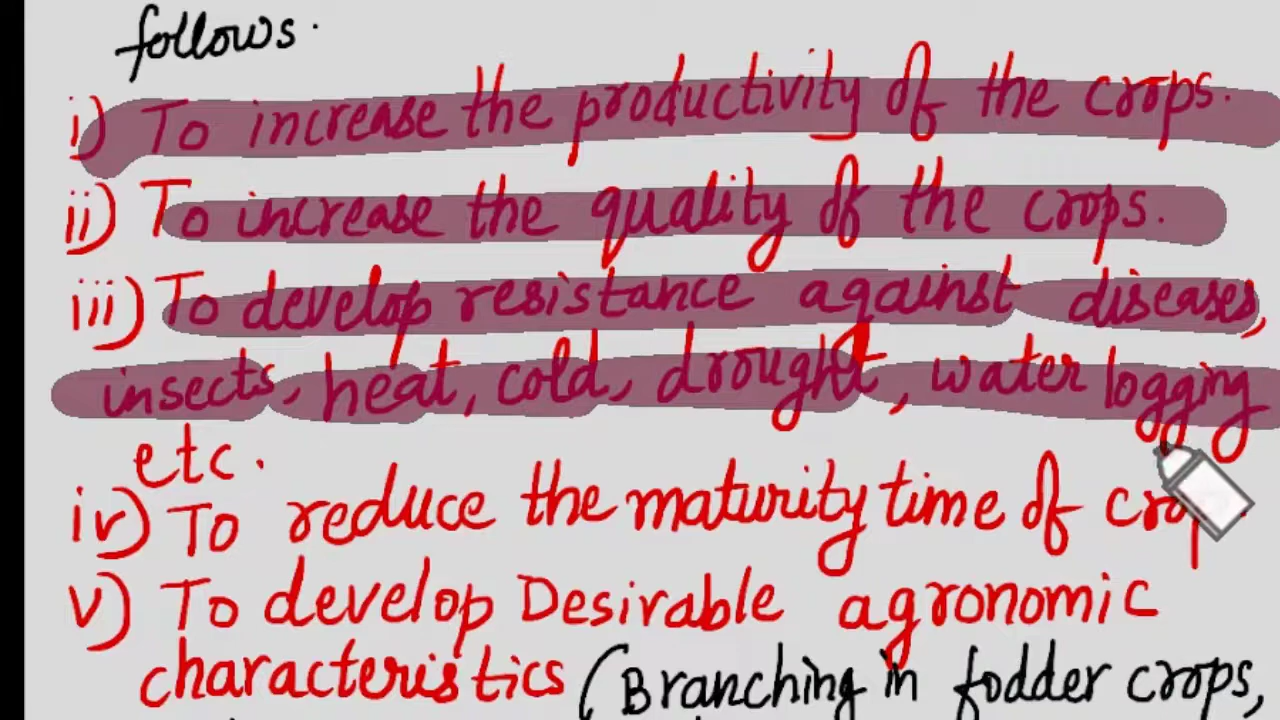 follows.
i) To increase the productivity of the crops.
ii) To increase the quality of the crops.
iii) To develop resistance against diseases,
insects, heat, cold, drought, water logging
etc.
iv) To reduce the maturity time of crop.
v) To develop Desirable agronomic
characteristics (Branching in fodder crops,